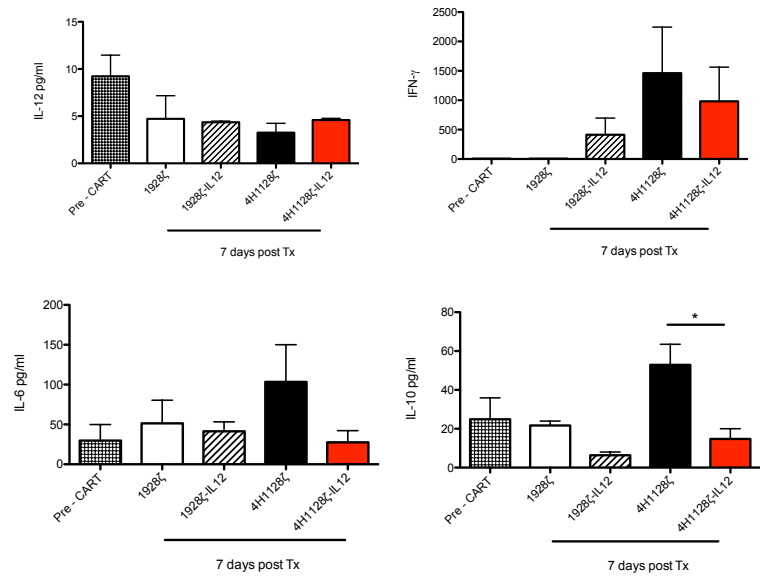 15
10
5
0
IL-12 pg/ml
Pre - CART
1928ζ
1928ζ-IL12
4H1128ζ
4H1128ζ-IL12
7 days post Tx
2500
2000
1500
1000
500
0
IFN-γ
Pre - CART
1928ζ
1928ζ-IL12
4H1128ζ
4H1128ζ-IL12
7 days post Tx
200
150
100
50
0
IL-6 pg/ml
Pre - CART
1928ζ
1928ζ-IL12
4H1128ζ
4H1128ζ-IL12
7 days post Tx
80
60
40
20
0
IL-10 pg/ml
*
Pre - CART
1928ζ
1928ζ-IL12
4H1128ζ
4H1128ζ-IL12
7 days post Tx